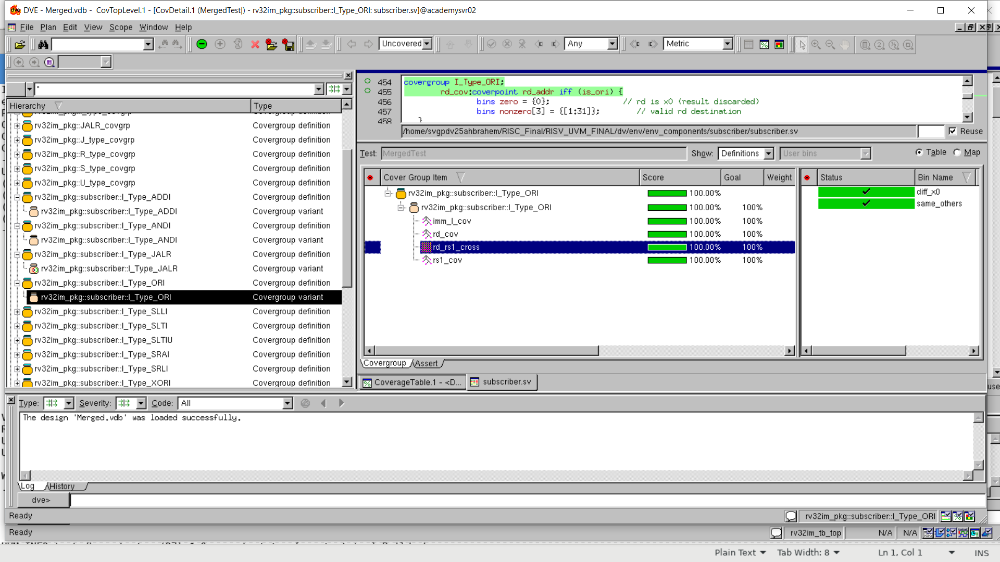 DVE - Merged.vdb - CovTopLevel.1 - [CovDetail.1 (MergedTest|) - rv32im_pkg::subscriber::I_Type_ORI: subscriber.sv]@academysvr02
File Plan Edit View Scope Window Help
Uncovered Any Metric
*
Hierarchy Type
rv32im_pkg::JALR_covgrp Covergroup definition
rv32im_pkg::J_type_covgrp Covergroup definition
rv32im_pkg::R_type_covgrp Covergroup definition
rv32im_pkg::S_type_covgrp Covergroup definition
rv32im_pkg::U_type_covgrp Covergroup definition
rv32im_pkg::subscriber::I_Type_ADDI Covergroup definition
rv32im_pkg::subscriber::I_Type_ADDI Covergroup variant
rv32im_pkg::subscriber::I_Type_ANDI Covergroup definition
rv32im_pkg::subscriber::I_Type_ANDI Covergroup variant
rv32im_pkg::subscriber::I_Type_JALR Covergroup definition
rv32im_pkg::subscriber::I_Type_JALR Covergroup variant
rv32im_pkg::subscriber::I_Type_ORI Covergroup definition
rv32im_pkg::subscriber::I_Type_ORI Covergroup variant
rv32im_pkg::subscriber::I_Type_SLLI Covergroup definition
rv32im_pkg::subscriber::I_Type_SLTI Covergroup definition
rv32im_pkg::subscriber::I_Type_SLTIU Covergroup definition
rv32im_pkg::subscriber::I_Type_SRAI Covergroup definition
rv32im_pkg::subscriber::I_Type_SRLI Covergroup definition
rv32im_pkg::subscriber::I_Type_XORI Covergroup definition
454 covergroup I_Type_ORI;
455 rd_cov:coverpoint rd_addr iff (is_ori) {
456 bins zero = {0}; // rd is x0 (result discarded)
457 bins nonzero[3] = {[1:31]}; // valid rd destination
458 }
/home/svgpdv25ahbrahem/RISC_Final/RISV_UVM_FINAL/dv/env/env_components/subscriber/subscriber.sv Reuse
Test: MergedTest Show: Definitions User bins Table Map
Cover Group Item Score Goal Weight
rv32im_pkg::subscriber::I_Type_ORI 100.00%
rv32im_pkg::subscriber::I_Type_ORI 100.00% 100%
imm_I_cov 100.00% 100%
rd_cov 100.00% 100%
rd_rs1_cross 100.00% 100%
rs1_cov 100.00% 100%
Status Bin Name
diff_x0
same_others
Covergroup Assert
CoverageTable.1 - <D... subscriber.sv
Type: Severity: Code: All
The design 'Merged.vdb' was loaded successfully.
Log History
dve>
Ready rv32im_pkg::subscriber::I_Type_ORI
Ready rv32im_tb_top N/A N/A
Plain Text Tab Width: 8 Ln 1, Col 1 INS